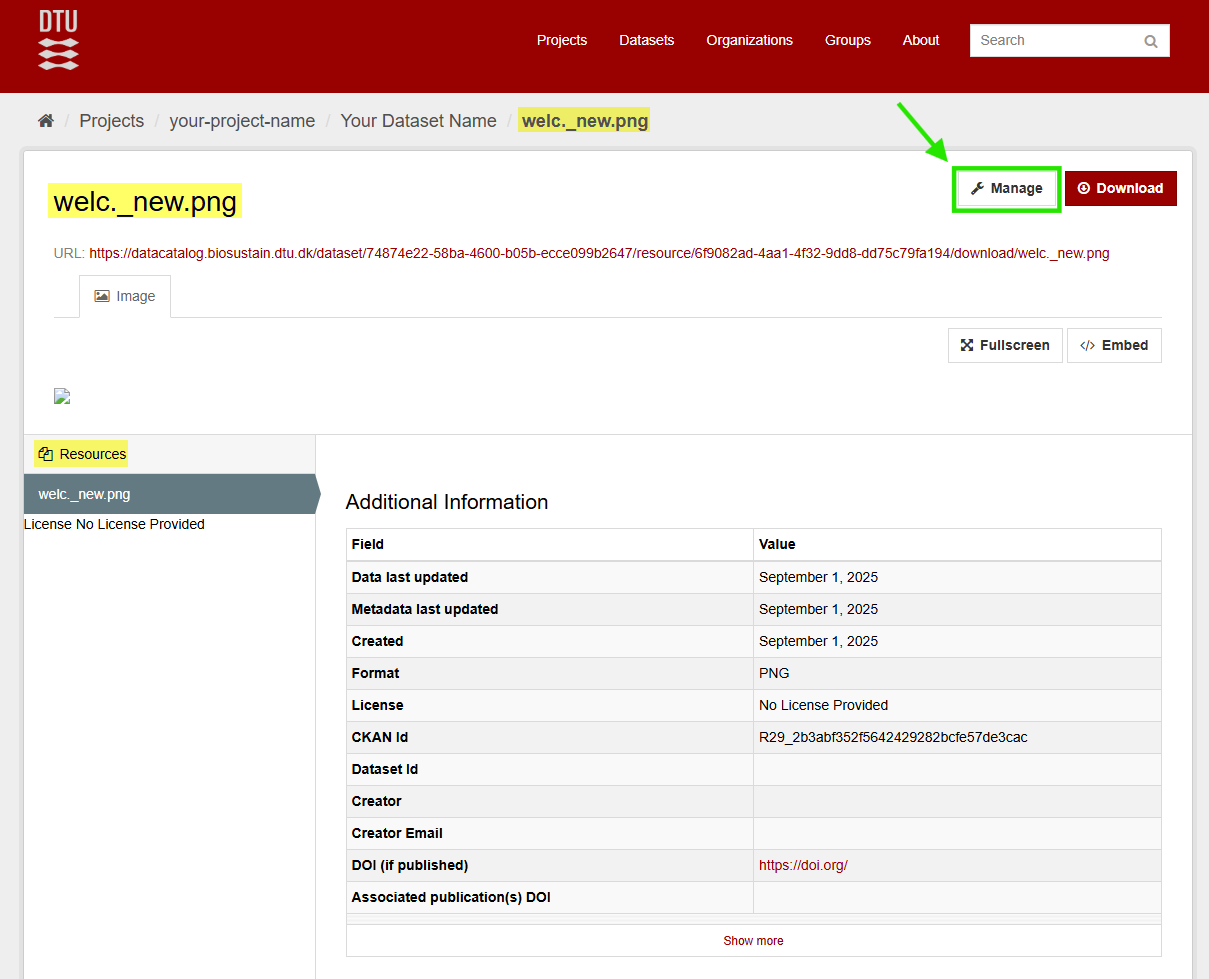 DTU
Projects Datasets Organizations Groups About Search
/ Projects / your-project-name / Your Dataset Name / welc._new.png
Manage Download
welc._new.png
URL: https://datacatalog.biosustain.dtu.dk/dataset/74874e22-58ba-4600-b05b-ecce099b2647/resource/6f9082ad-4aa1-4f32-9dd8-dd75c79fa194/download/welc._new.png
Image
Fullscreen </> Embed
Resources
welc._new.png
License No License Provided
Additional Information
Field Value
Data last updated September 1, 2025
Metadata last updated September 1, 2025
Created September 1, 2025
Format PNG
License No License Provided
CKAN Id R29_2b3abf352f5642429282bcfe57de3cac
Dataset Id
Creator
Creator Email
DOI (if published) https://doi.org/
Associated publication(s) DOI
Show more